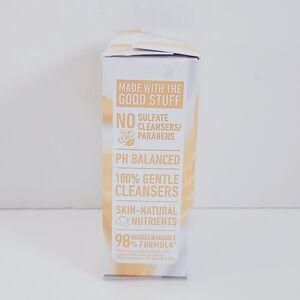 MADE WITH THE
GOOD STUFF
NO SULFATE
CLEANSERS/
PARABENS
PH BALANCED
100% GENTLE
CLEANSERS
SKIN-NATURAL
NUTRIENTS
98% BIODEGRADABLE
FORMULA*